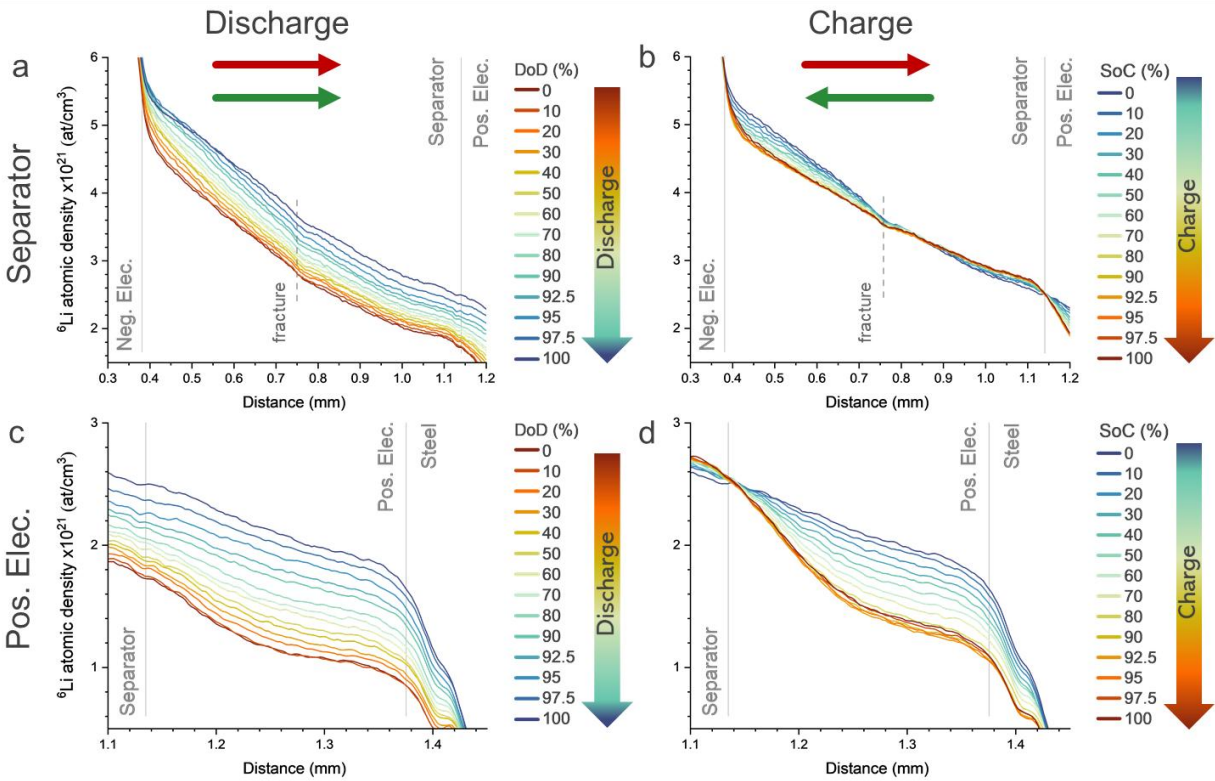 Discharge
Charge
Separator
Pos. Elec.
a
⁶Li atomic density x10²¹ (at/cm³)
6
5
4
3
2
Neg. Elec.
fracture
Separator
Pos. Elec.
0.3 0.4 0.5 0.6 0.7 0.8 0.9 1.0 1.1 1.2
Distance (mm)
DoD (%)
0
10
20
30
40
50
60
70
80
90
92.5
95
97.5
100
Discharge
b
6
5
4
3
2
Neg. Elec.
fracture
Separator
Pos. Elec.
0.3 0.4 0.5 0.6 0.7 0.8 0.9 1.0 1.1 1.2
Distance (mm)
SoC (%)
0
10
20
30
40
50
60
70
80
90
92.5
95
97.5
100
Charge
c
⁶Li atomic density x10²¹ (at/cm³)
3
2
1
Separator
Pos. Elec.
Steel
1.1 1.2 1.3 1.4
Distance (mm)
DoD (%)
0
10
20
30
40
50
60
70
80
90
92.5
95
97.5
100
Discharge
d
3
2
1
Separator
Pos. Elec.
Steel
1.1 1.2 1.3 1.4
Distance (mm)
SoC (%)
0
10
20
30
40
50
60
70
80
90
92.5
95
97.5
100
Charge